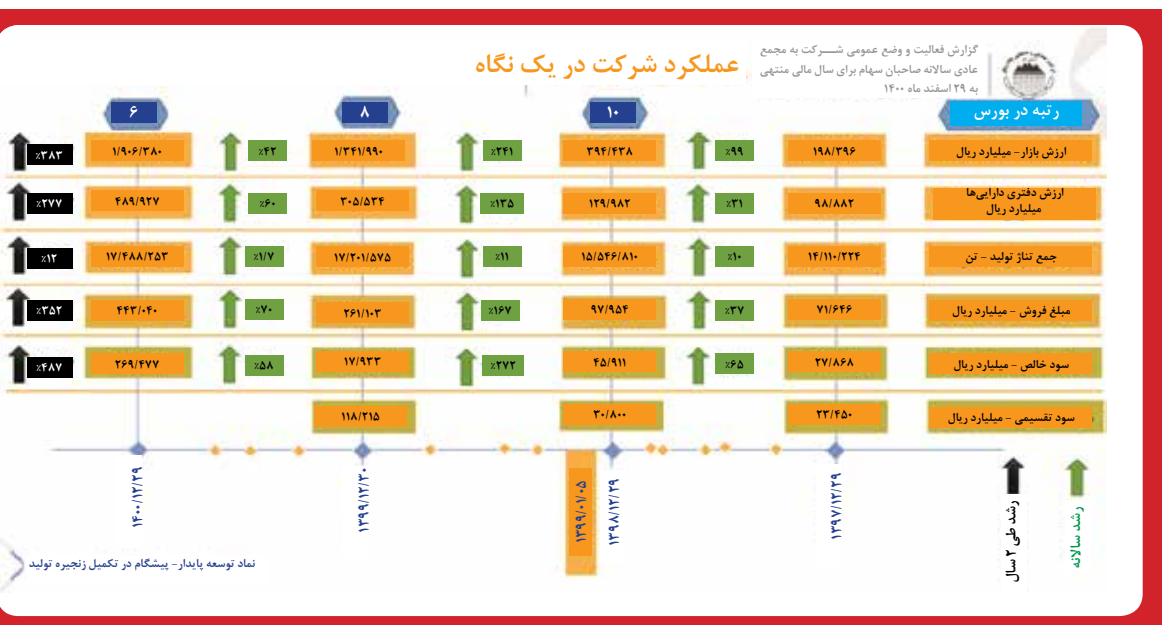 گزارش فعالیت و وضع عمومی شـــرکت به مجمع
عادی سالانه صاحبان سهام برای سال مالی منتهی
به ۲۹ اسفند ماه ۱۴۰۰
عملکرد شرکت در یک نگاه
رتبه در بورس ۱۰ ۸ ۶
ارزش بازار- میلیارد ریال ۱۹۸/۳۹۶ ٪۹۹ ۳۹۴/۴۳۸ ٪۲۴۱ ۱/۳۴۱/۹۹۰ ٪۴۲ ۱/۹۰۶/۳۸۰ ٪۳۸۳
ارزش دفتری دارایی‌ها
میلیارد ریال ۹۸/۸۸۲ ٪۳۱ ۱۲۹/۹۸۲ ٪۱۳۵ ۳۰۵/۵۳۴ ٪۶۰ ۴۸۹/۹۲۷ ٪۲۷۷
جمع تناژ تولید - تن ۱۴/۱۱۰/۲۲۴ ٪۱۰ ۱۵/۵۴۶/۸۱۰ ٪۱۱ ۱۷/۲۰۱/۵۷۵ ٪۱/۷ ۱۷/۴۸۸/۲۵۳ ٪۱۲
مبلغ فروش - میلیارد ریال ۷۱/۶۴۶ ٪۳۷ ۹۷/۹۵۴ ٪۱۶۷ ۲۶۱/۱۰۳ ٪۷۰ ۴۴۳/۰۴۰ ٪۳۵۲
سود خالص - میلیارد ریال ۲۷/۸۶۸ ٪۶۵ ۴۵/۹۱۱ ٪۲۷۲ ۱۷/۹۳۳ ٪۵۸ ۲۶۹/۴۷۷ ٪۴۸۷
سود تقسیمی - میلیارد ریال ۲۳/۴۵۰ ۳۰/۸۰۰ ۱۱۸/۲۱۵
رشد سالانه
رشد طی ۲ سال
۱۳۹۷/۱۲/۲۹
۱۳۹۸/۱۲/۲۹
۱۳۹۹/۰۱/۰۵
۱۳۹۹/۱۲/۳۰
۱۴۰۰/۱۲/۲۹
نماد توسعه پایدار- پیشگام در تکمیل زنجیره تولید